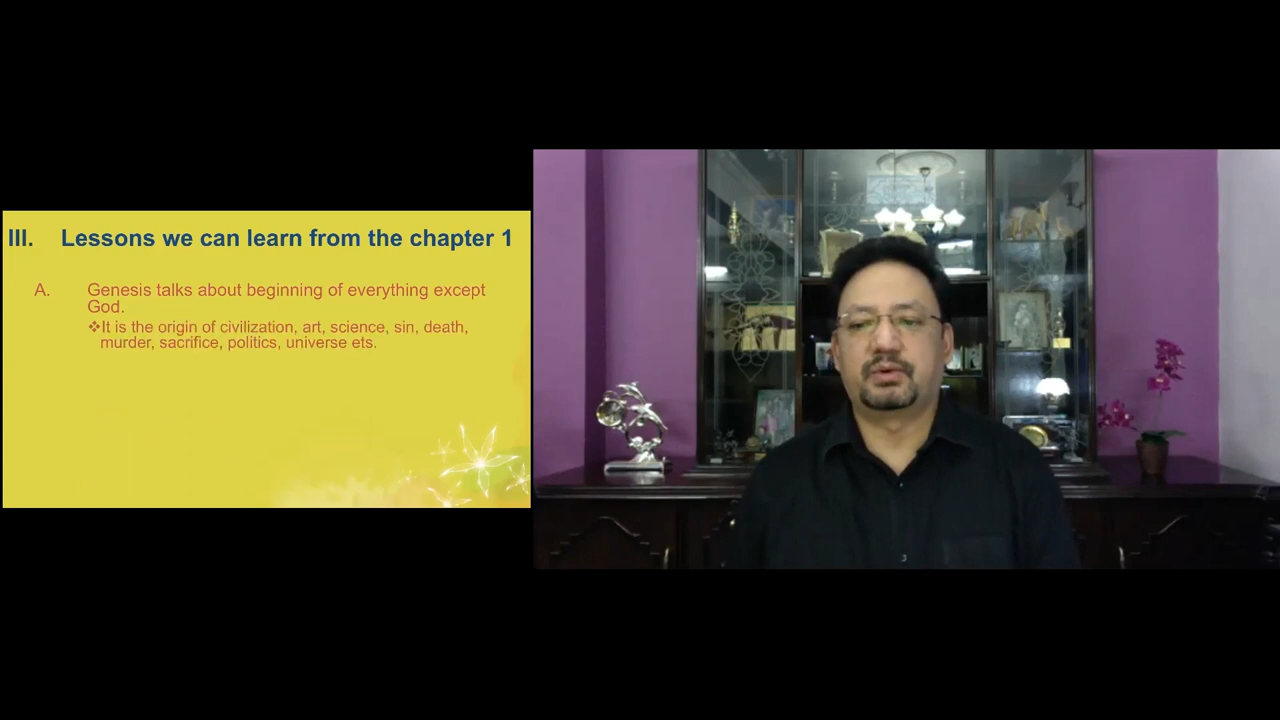 III. Lessons we can learn from the chapter 1
A. Genesis talks about beginning of everything except
God.
❖It is the origin of civilization, art, science, sin, death,
murder, sacrifice, politics, universe ets.